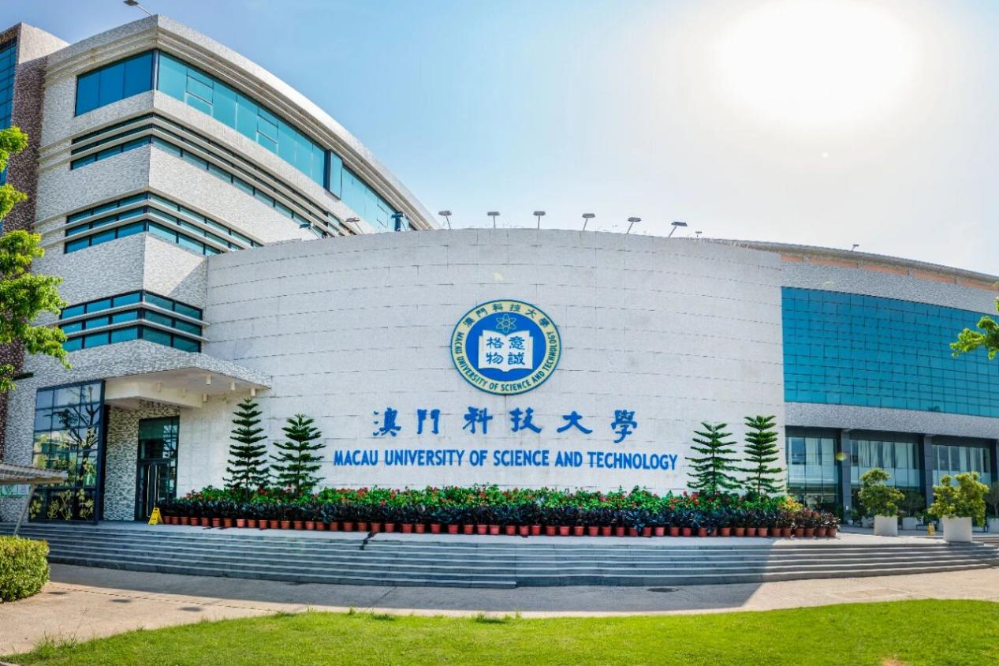 澳門科技大學
MACAU UNIVERSITY OF SCIENCE AND TECHNOLOGY
意誠
格物
澳門科技大學
MACAU UNIVERSITY OF SCIENCE AND TECHNOLOGY